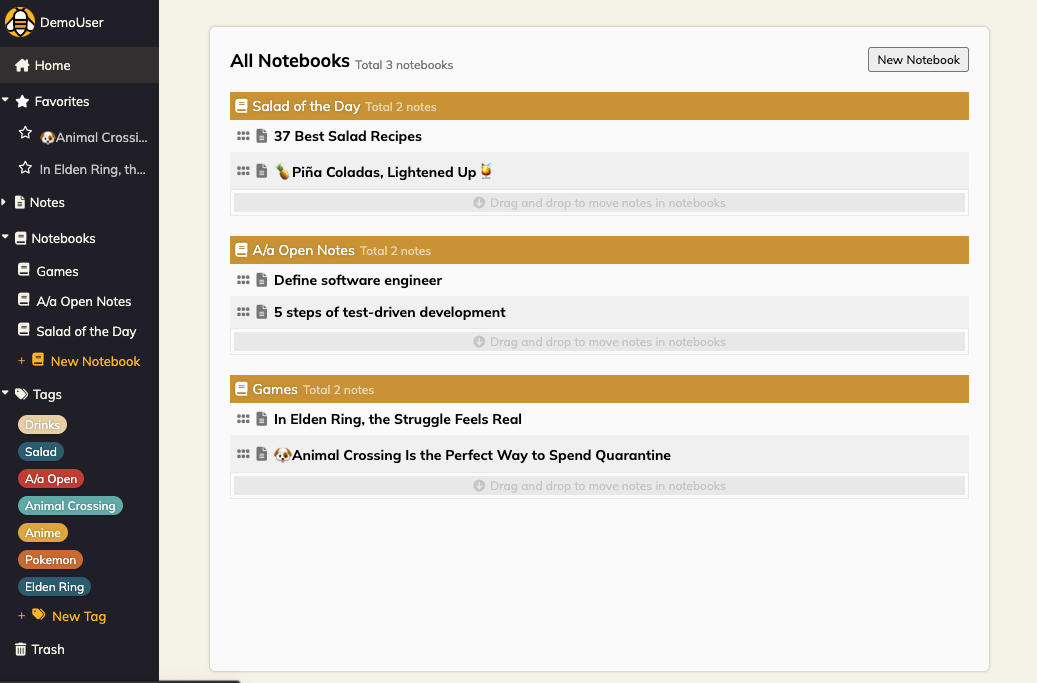 DemoUser
Home
Favorites
🐶Animal Crossi...
In Elden Ring, th...
Notes
Notebooks
Games
A/a Open Notes
Salad of the Day
+ New Notebook
Tags
Drinks
Salad
A/a Open
Animal Crossing
Anime
Pokemon
Elden Ring
+ New Tag
Trash
All Notebooks Total 3 notebooks
New Notebook
Salad of the Day Total 2 notes
37 Best Salad Recipes
🍍Piña Coladas, Lightened Up🍹
Drag and drop to move notes in notebooks
A/a Open Notes Total 2 notes
Define software engineer
5 steps of test-driven development
Drag and drop to move notes in notebooks
Games Total 2 notes
In Elden Ring, the Struggle Feels Real
🐶Animal Crossing Is the Perfect Way to Spend Quarantine
Drag and drop to move notes in notebooks